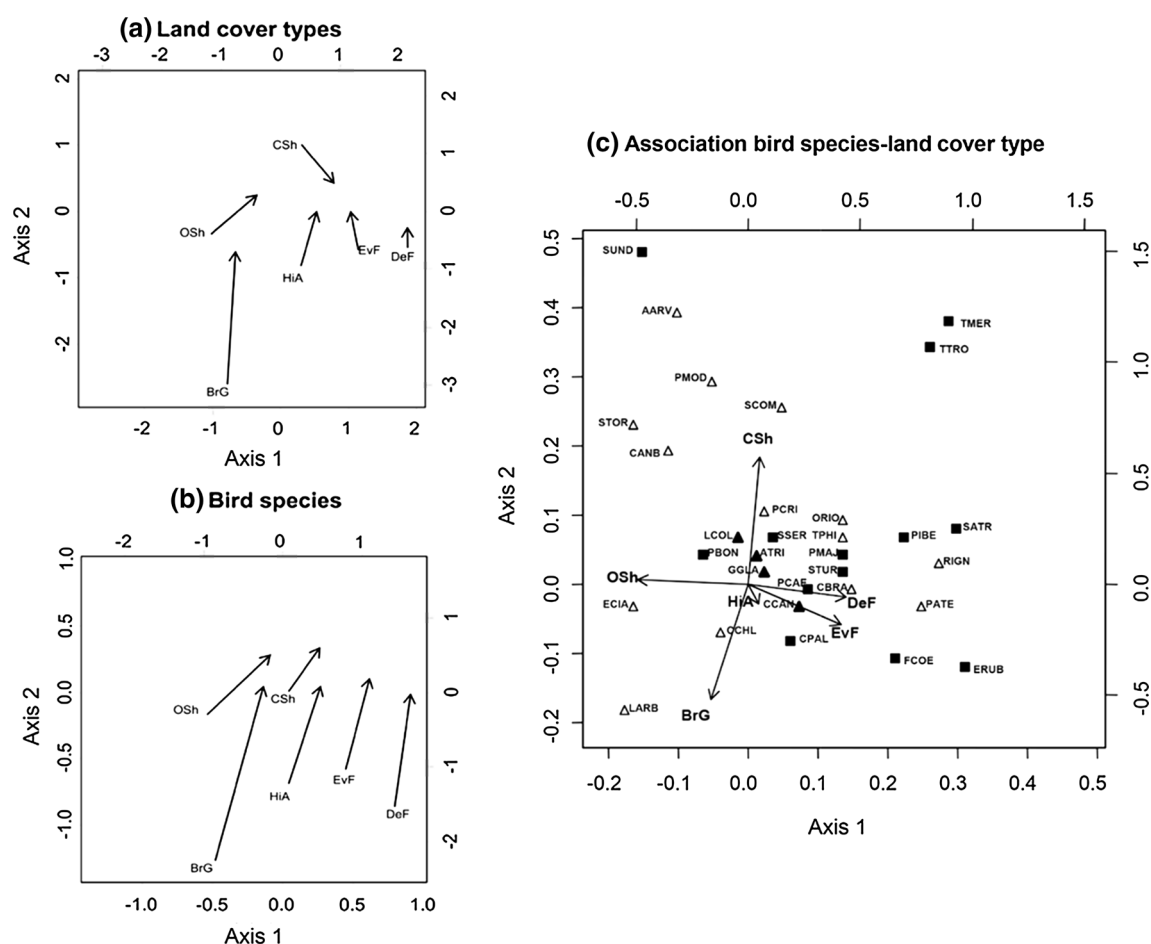 (a) Land cover types
-3 -2 -1 0 1 2
2 1 0 -1 -2
2 1 0 -1 -2 -3
CSh
OSh
EvF
DeF
HiA
BrG
-2 -1 0 1 2
Axis 1
Axis 2
(b) Bird species
-2 -1 0 1
1.0 0.5 0.0 -0.5 -1.0
1 0 -1 -2
OSh
CSh
EvF
HiA
DeF
BrG
-1.0 -0.5 0.0 0.5 1.0
Axis 1
Axis 2
(c) Association bird species-land cover type
-0.5 0.0 0.5 1.0 1.5
0.5 0.4 0.3 0.2 0.1 0.0 -0.1 -0.2
1.5 1.0 0.5 0.0 -0.5
SUND
AARV
TMER
TTRO
PMOD
SCOM
STOR
CSh
CANB
PCRI
ORIO
SATR
LCOL
SSER
TPHI
PIBE
PBON
ATRI
PMAJ
RIGN
GGLA
STUR
OSh
PCAE
CBRA
HiA
CCAN
DeF
ECIA
PATE
CCHL
EvF
CPAL
FCOE
ERUB
LARB
BrG
-0.2 -0.1 0.0 0.1 0.2 0.3 0.4 0.5
Axis 1
Axis 2